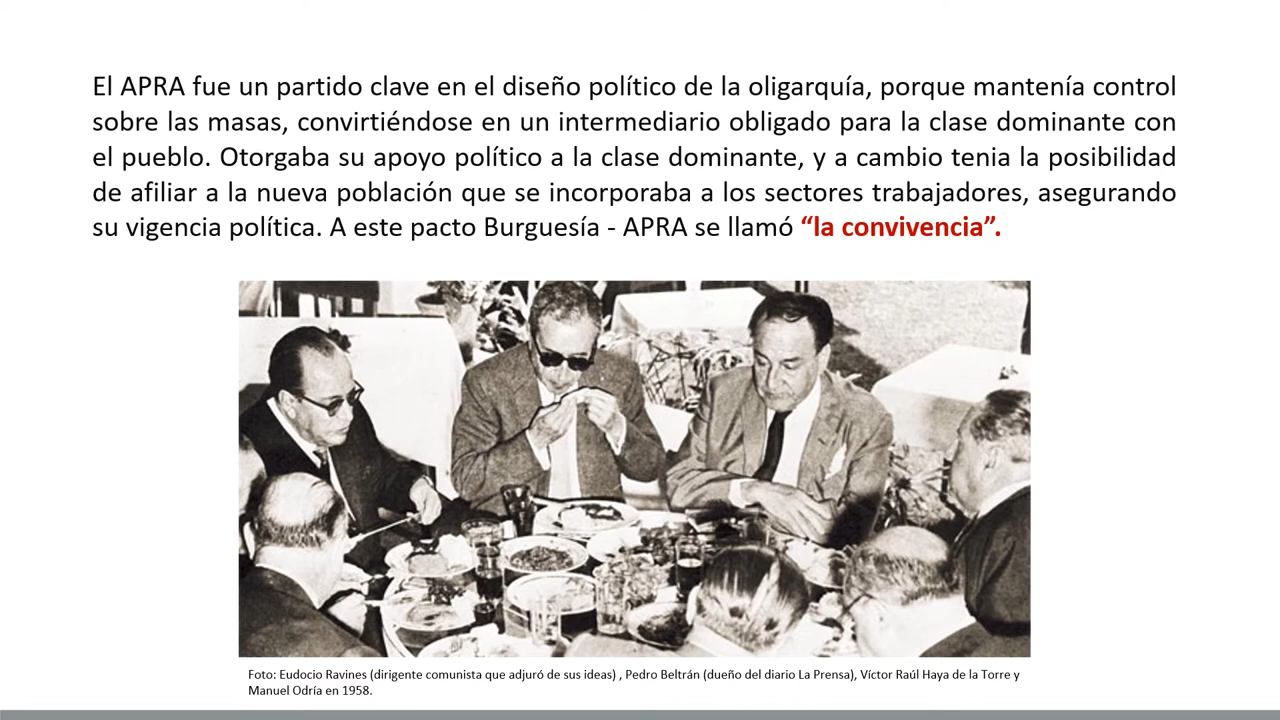 El APRA fue un partido clave en el diseño político de la oligarquía, porque mantenía control
sobre las masas, convirtiéndose en un intermediario obligado para la clase dominante con
el pueblo. Otorgaba su apoyo político a la clase dominante, y a cambio tenia la posibilidad
de afiliar a la nueva población que se incorporaba a los sectores trabajadores, asegurando
su vigencia política. A este pacto Burguesía - APRA se llamó “la convivencia”.
Foto: Eudocio Ravines (dirigente comunista que adjuró de sus ideas) , Pedro Beltrán (dueño del diario La Prensa), Víctor Raúl Haya de la Torre y
Manuel Odría en 1958.